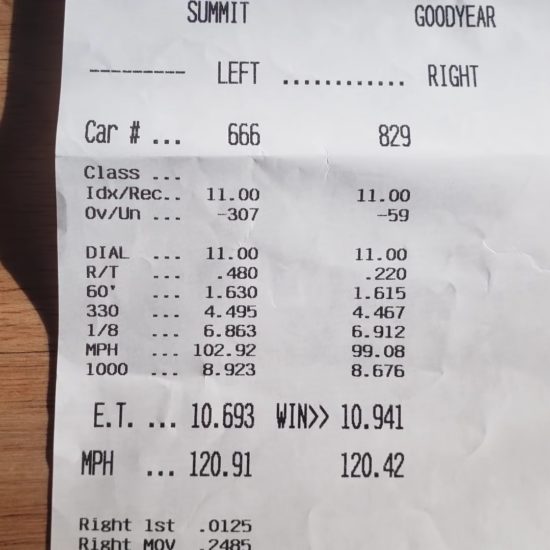 SUMMIT GOODYEAR
--------- LEFT ............ RIGHT
Car # ... 666 829
Class ...
Idx/Rec.. 11.00 11.00
Ov/Un ... -307 -59
DIAL ... 11.00 11.00
R/T ... .480 .220
60' ... 1.630 1.615
330 ... 4.495 4.467
1/8 ... 6.863 6.912
MPH ... 102.92 99.08
1000 ... 8.923 8.676
E.T. ... 10.693 WIN>> 10.941
MPH ... 120.91 120.42
Right 1st .0125
Right MOV .2485